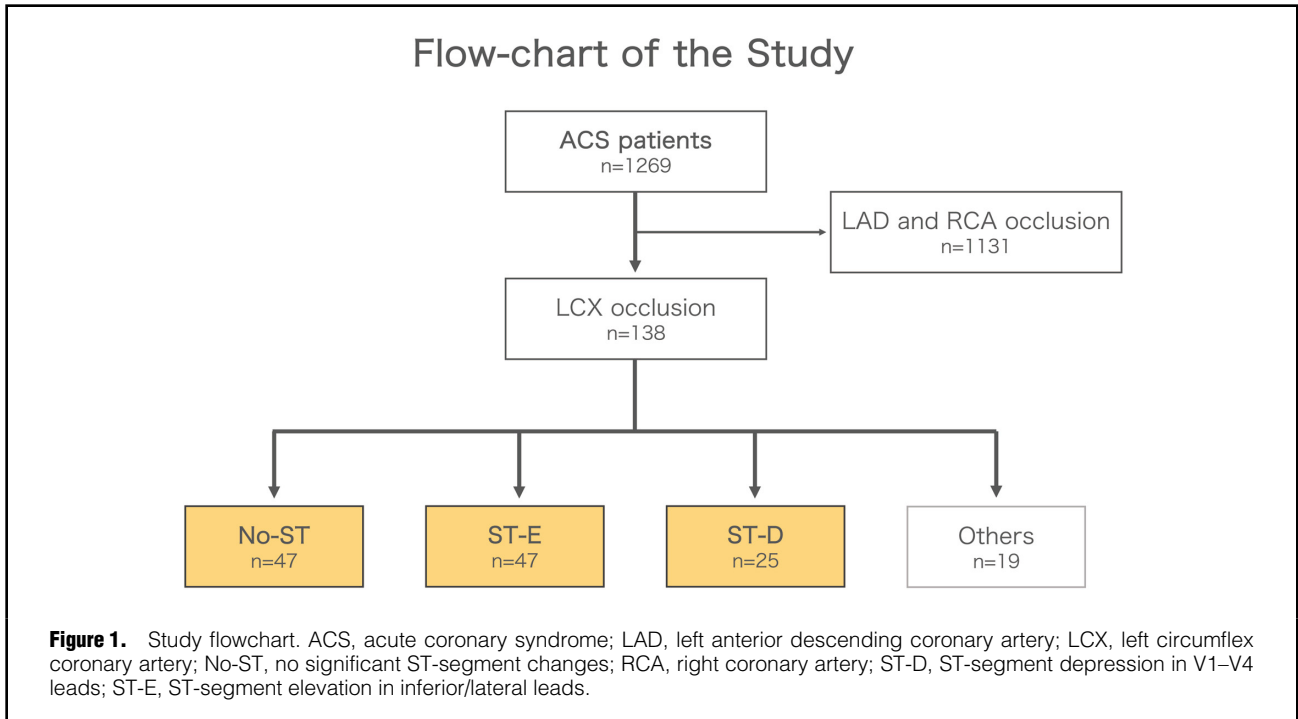 Flow-chart of the Study
ACS patients
n=1269
LAD and RCA occlusion
n=1131
LCX occlusion
n=138
No-ST
n=47
ST-E
n=47
ST-D
n=25
Others
n=19
Figure 1. Study flowchart. ACS, acute coronary syndrome; LAD, left anterior descending coronary artery; LCX, left circumflex
coronary artery; No-ST, no significant ST-segment changes; RCA, right coronary artery; ST-D, ST-segment depression in V1–V4
leads; ST-E, ST-segment elevation in inferior/lateral leads.